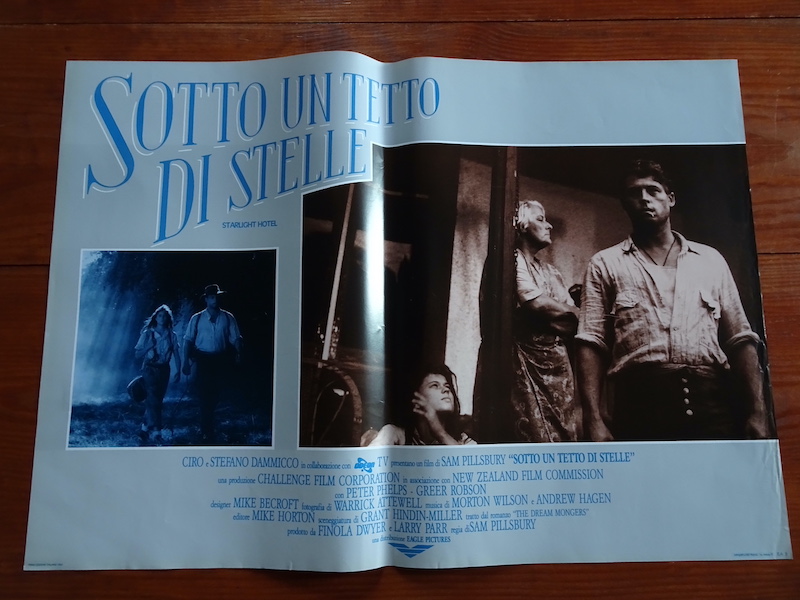 SOTTO UN TETTO
DI STELLE
STARLIGHT HOTEL
CIRO e STEFANO DAMMICCO in collaborazione con TV presentano un film di SAM PILLSBURY "SOTTO UN TETTO DI STELLE"
una produzione CHALLENGE FILM CORPORATION in associazione con NEW ZEALAND FILM COMMISSION
con PETER PHELPS - GREER ROBSON
designer MIKE BECROFT fotografia di WARRICK ATTEWELL musica di MORTON WILSON e ANDREW HAGEN
editore MIKE HORTON sceneggiatura di GRANT HINDIN-MILLER tratto dal romanzo "THE DREAM MONGERS"
prodotto da FINOLA DWYER e LARRY PARR regia di SAM PILLSBURY
una distribuzione EAGLE PICTURES